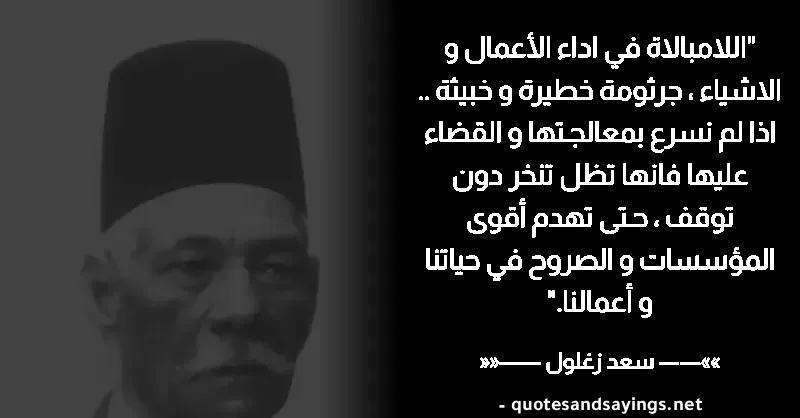 "اللامبالاة في اداء الأعمال و
الاشياء ، جرثومة خطيرة و خبيثة ..
اذا لم نسرع بمعالجتها و القضاء
عليها فانها تظل تنخر دون
توقف ، حتى تهدم أقوى
المؤسسات و الصروح في حياتنا
و أعمالنا."
»»—— سعد زغلول ——««
- quotesandsayings.net